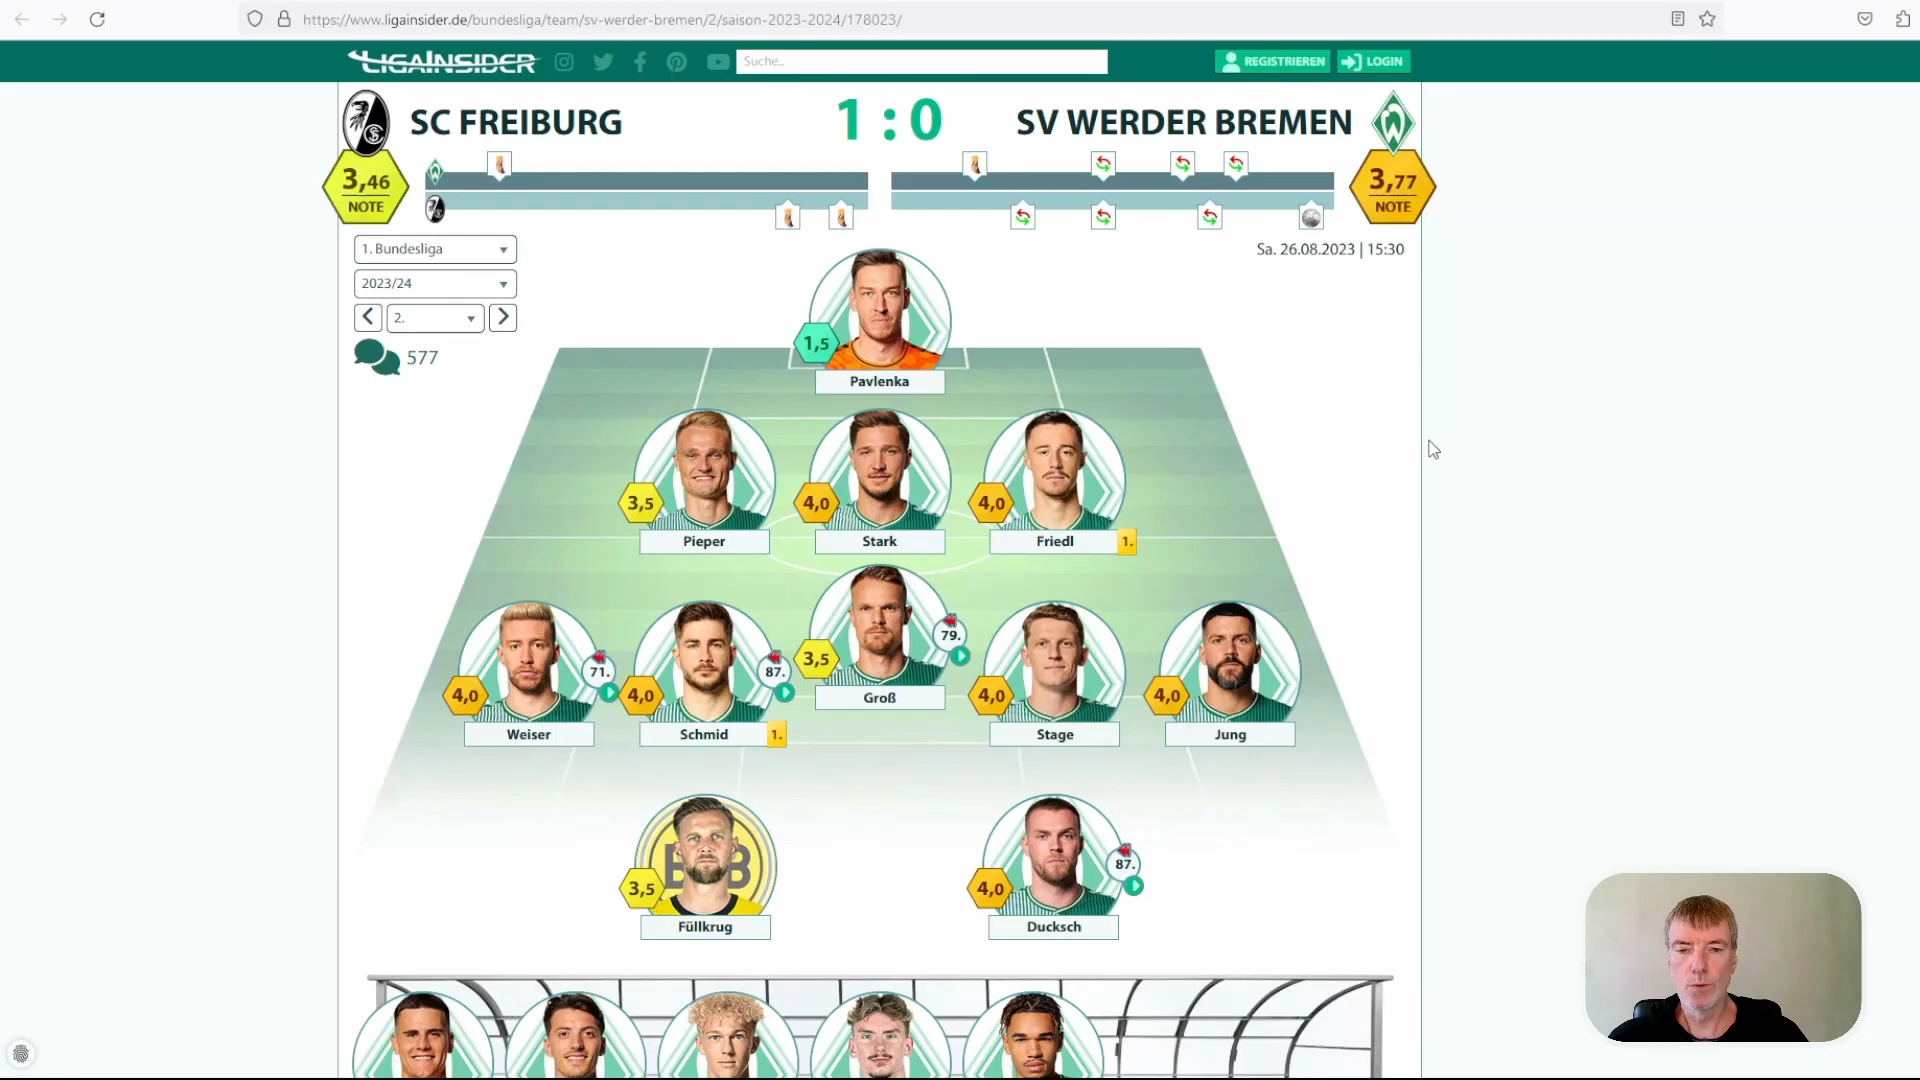 https://www.ligainsider.de/bundesliga/team/sv-werder-bremen/2/saison-2023-2024/178023/
LIGAINSIDER
Suche...
REGISTRIEREN
LOGIN
SC FREIBURG
1 : 0
SV WERDER BREMEN
3,46
NOTE
3,77
NOTE
1. Bundesliga
Sa. 26.08.2023 | 15:30
2023/24
2.
577
1,5
Pavlenka
3,5
4,0
4,0
Pieper
Stark
Friedl
1.
79.
3,5
Groß
71.
87.
4,0
4,0
4,0
4,0
Weiser
Schmid
1.
Stage
Jung
BVB
87.
3,5
4,0
Füllkrug
Ducksch